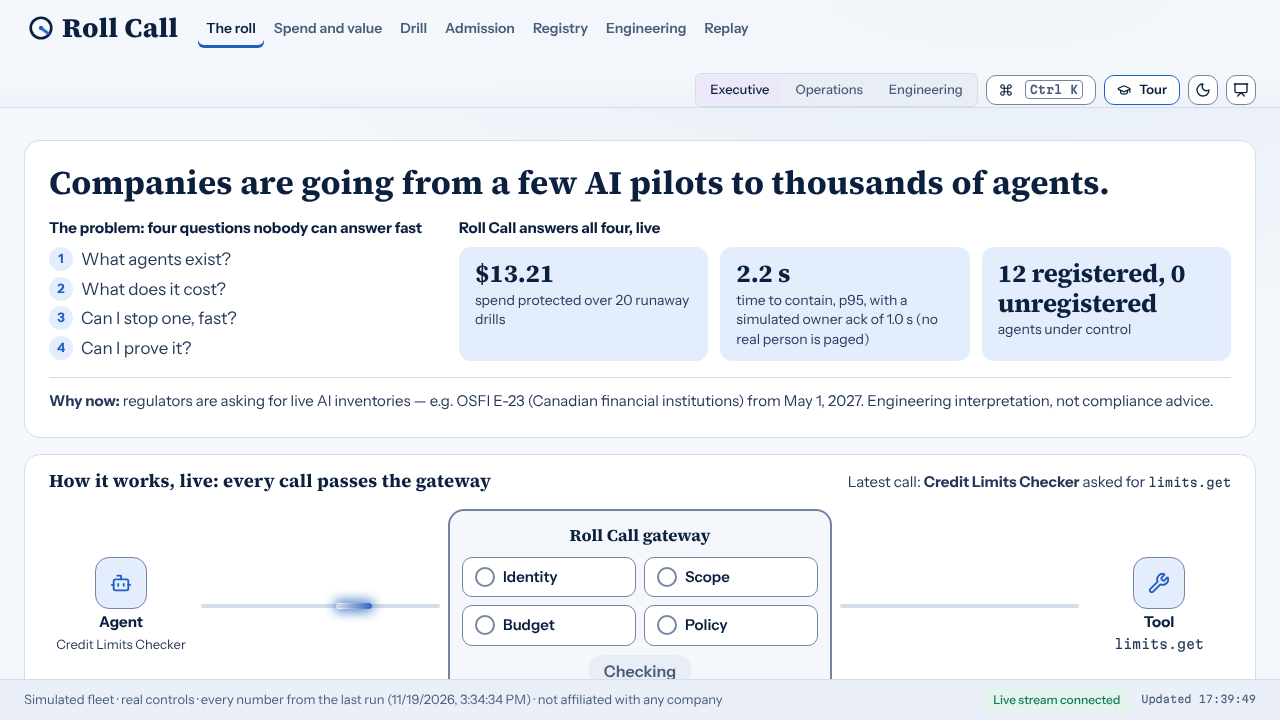 Roll Call
The roll
Spend and value
Drill
Admission
Registry
Engineering
Replay
Executive
Operations
Engineering
⌘ Ctrl K
Tour
Companies are going from a few AI pilots to thousands of agents.
The problem: four questions nobody can answer fast
1 What agents exist?
2 What does it cost?
3 Can I stop one, fast?
4 Can I prove it?
Roll Call answers all four, live
$13.21
spend protected over 20 runaway
drills
2.2 s
time to contain, p95, with a
simulated owner ack of 1.0 s (no
real person is paged)
12 registered, 0
unregistered
agents under control
Why now: regulators are asking for live AI inventories — e.g. OSFI E-23 (Canadian financial institutions) from May 1, 2027. Engineering interpretation, not compliance advice.
How it works, live: every call passes the gateway
Latest call: Credit Limits Checker asked for limits.get
Agent
Credit Limits Checker
Roll Call gateway
Identity
Scope
Budget
Policy
Checking
Tool
limits.get
Simulated fleet · real controls · every number from the last run (11/19/2026, 3:34:34 PM) · not affiliated with any company
Live stream connected
Updated 17:39:49